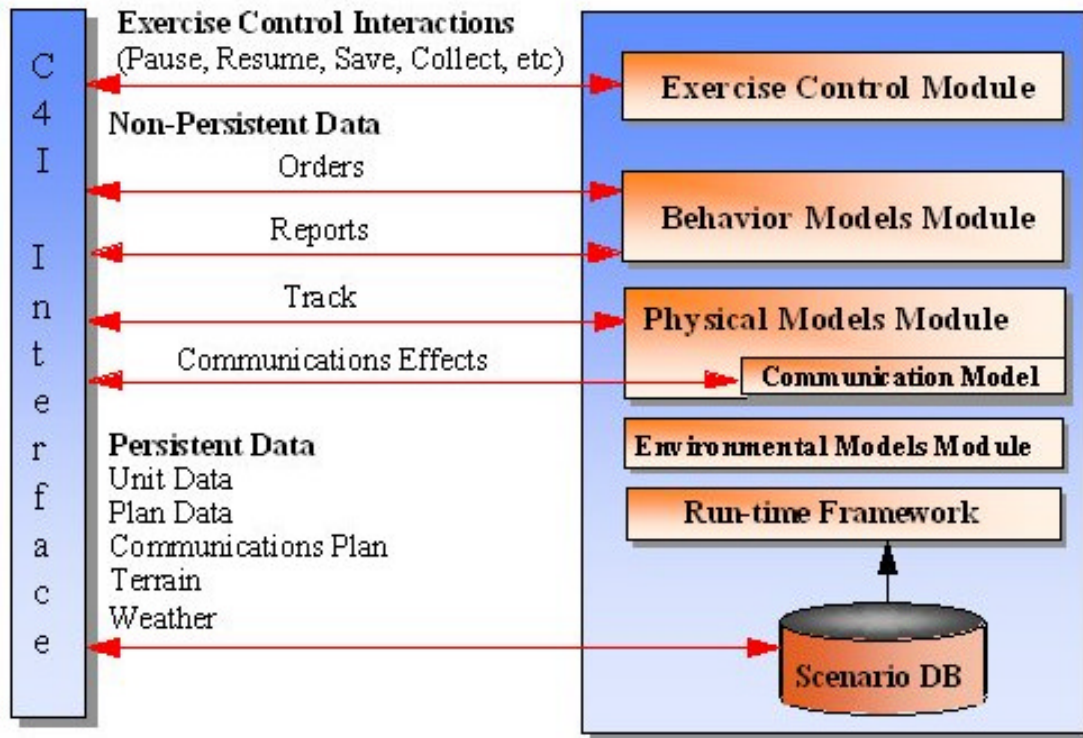 C4I Interface
Exercise Control Interactions
(Pause, Resume, Save, Collect, etc)
Non-Persistent Data
Orders
Reports
Track
Communications Effects
Persistent Data
Unit Data
Plan Data
Communications Plan
Terrain
Weather
Exercise Control Module
Behavior Models Module
Physical Models Module
Communication Model
Environmental Models Module
Run-time Framework
Scenario DB